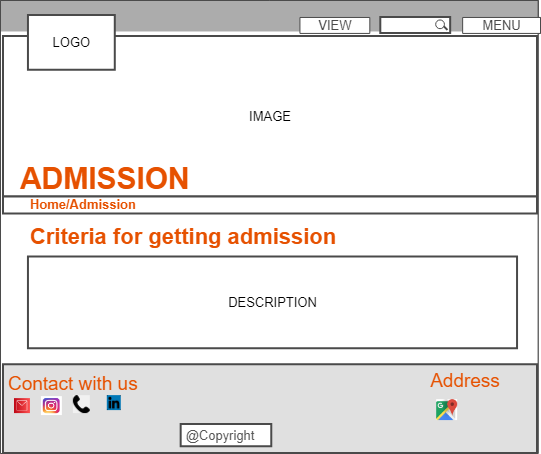 VIEW
MENU
LOGO
IMAGE
ADMISSION
Home/Admission
Criteria for getting admission
DESCRIPTION
Contact with us
Address
in
G
@Copyright